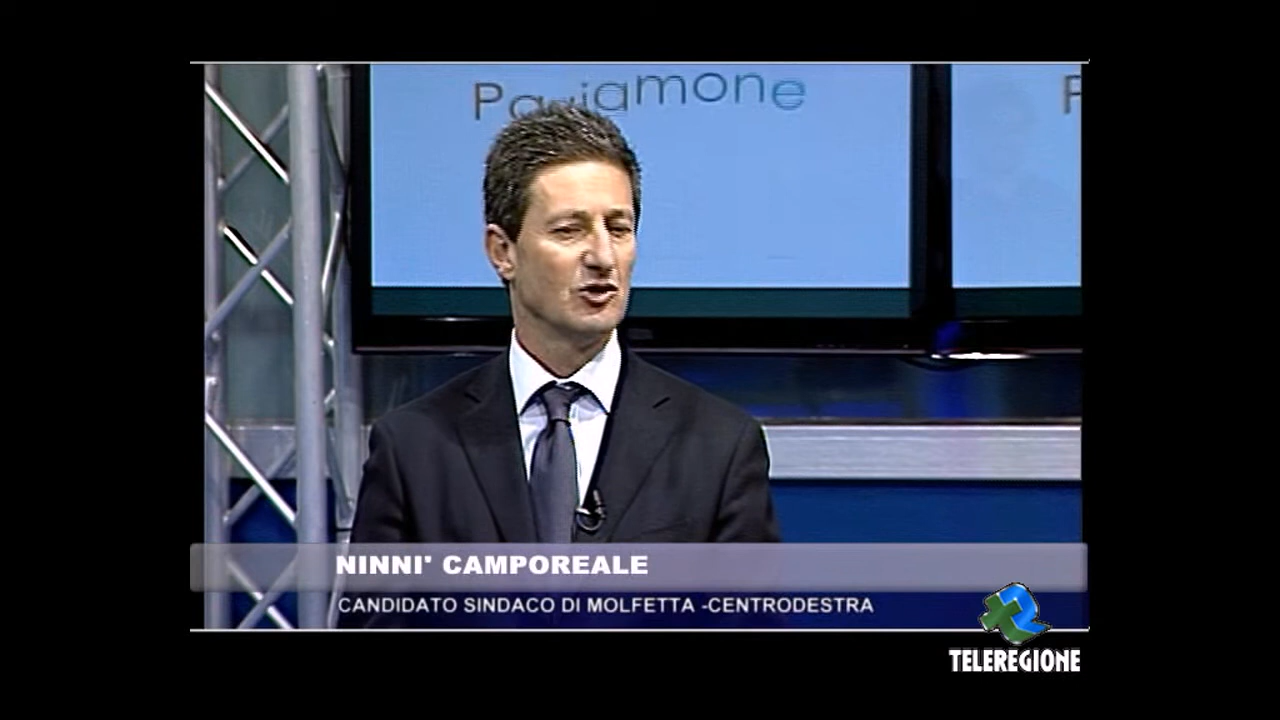 Parliamone
NINNI' CAMPOREALE
CANDIDATO SINDACO DI MOLFETTA -CENTRODESTRA
TELEREGIONE